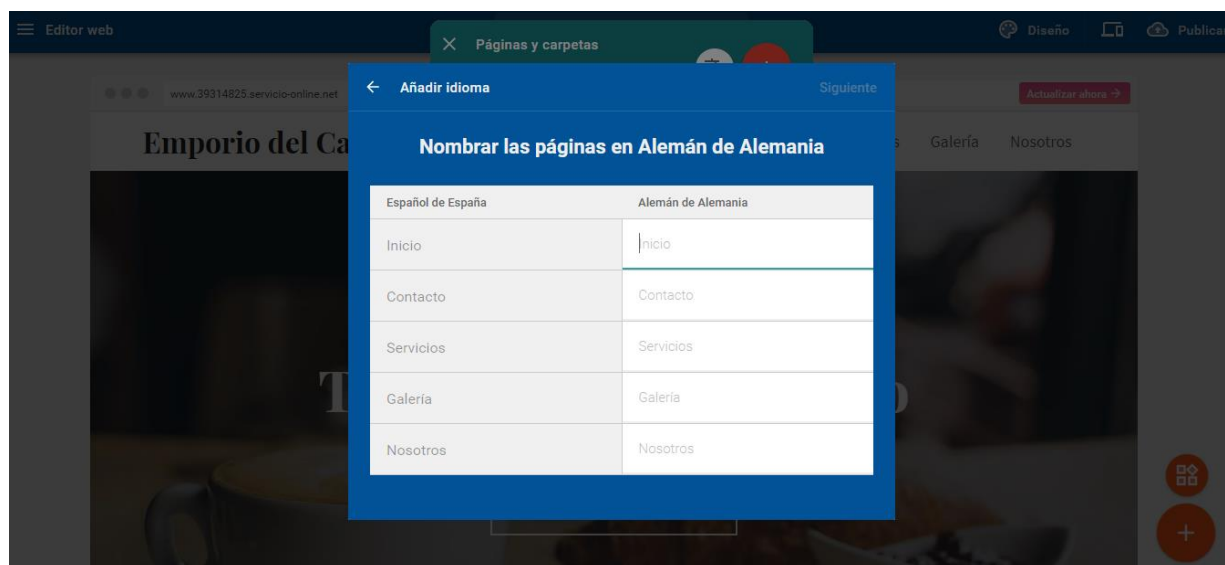 Editor web
Páginas y carpetas
Diseño
Añadir idioma
Siguiente
www.39314825.servicio-online.net
Actualizar ahora →
Emporio del
Galería
Nosotros
Nombrar las páginas en Alemán de Alemania
Español de España
Alemán de Alemania
Inicio
Inicio
Contacto
Contacto
Servicios
Servicios
Galería
Galería
Nosotros
Nosotros